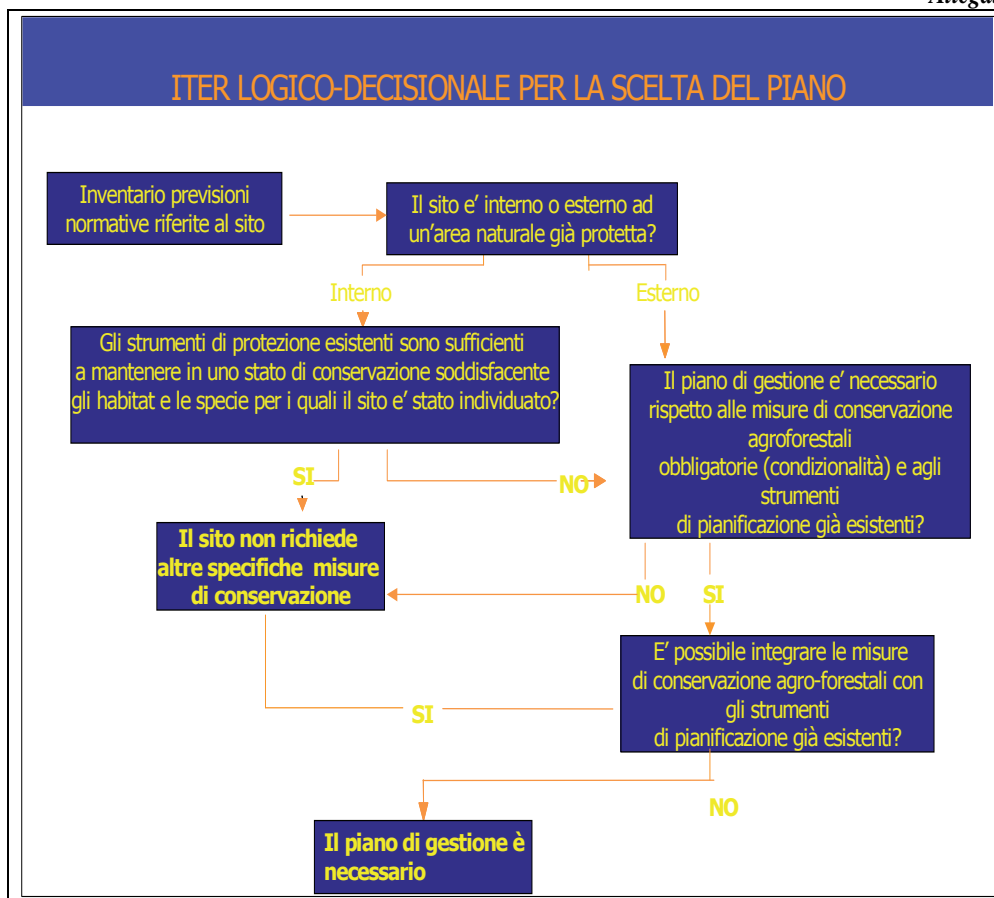 ITER LOGICO-DECISIONALE PER LA SCELTA DEL PIANO
Inventario previsioni
normative riferite al sito
Il sito e' interno o esterno ad
un'area naturale già protetta?
Interno
Esterno
Gli strumenti di protezione esistenti sono sufficienti
a mantenere in uno stato di conservazione soddisfacente
gli habitat e le specie per i quali il sito e' stato individuato?
Il piano di gestione e' necessario
rispetto alle misure di conservazione
agroforestali
obbligatorie (condizionalità) e agli
strumenti
di pianificazione già esistenti?
SI
NO
Il sito non richiede
altre specifiche misure
di conservazione
NO
SI
E' possibile integrare le misure
di conservazione agro-forestali con
gli strumenti
di pianificazione già esistenti?
SI
NO
Il piano di gestione è
necessario